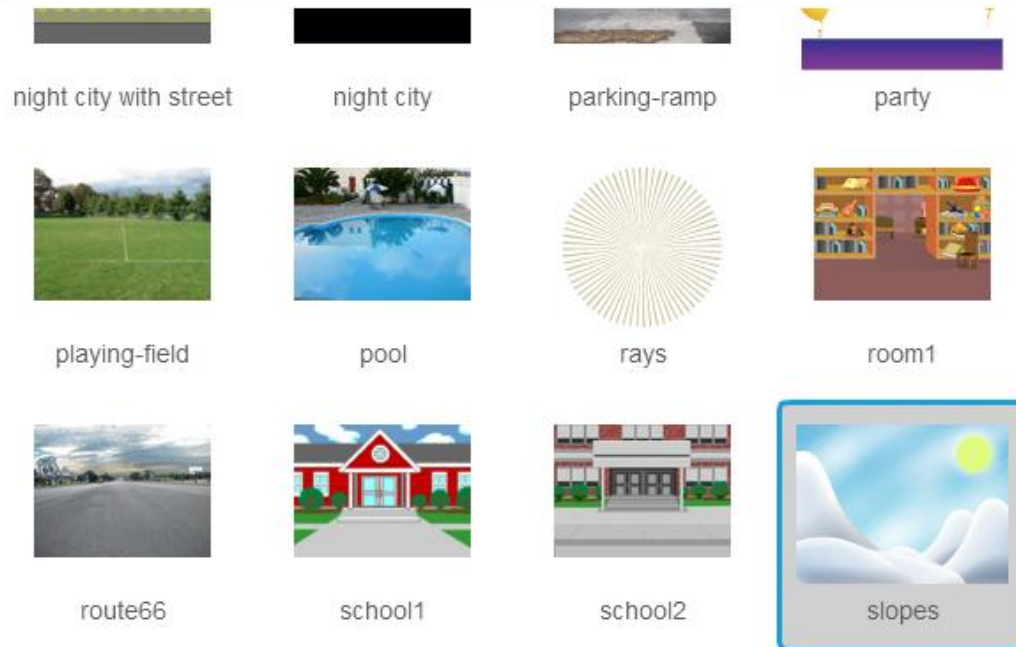 night city with street
night city
parking-ramp
party
playing-field
pool
rays
room1
route66
school1
school2
slopes